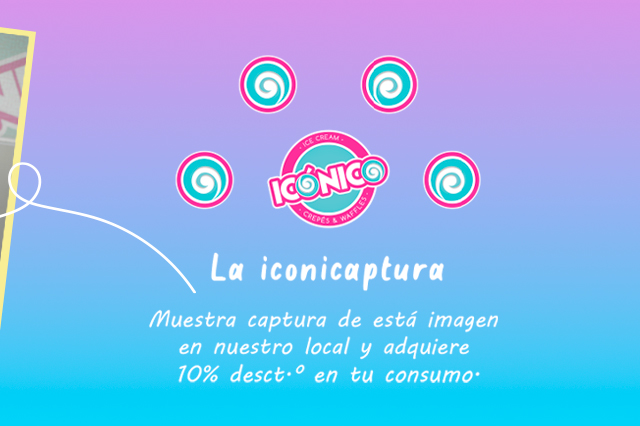 · ICE CREAM ·
ICÓNICO
· CREPÉS & WAFFLES ·
La iconicaptura
Muestra captura de está imagen
en nuestro local y adquiere
10% desct.º en tu consumo.